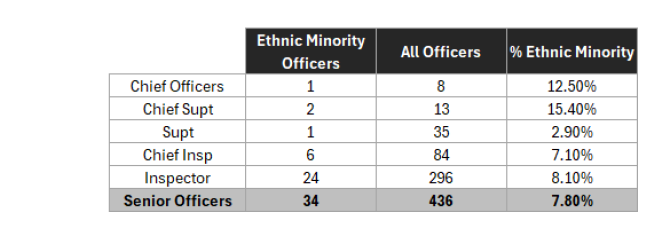 Ethnic Minority Officers All Officers % Ethnic Minority
Chief Officers 1 8 12.50%
Chief Supt 2 13 15.40%
Supt 1 35 2.90%
Chief Insp 6 84 7.10%
Inspector 24 296 8.10%
Senior Officers 34 436 7.80%